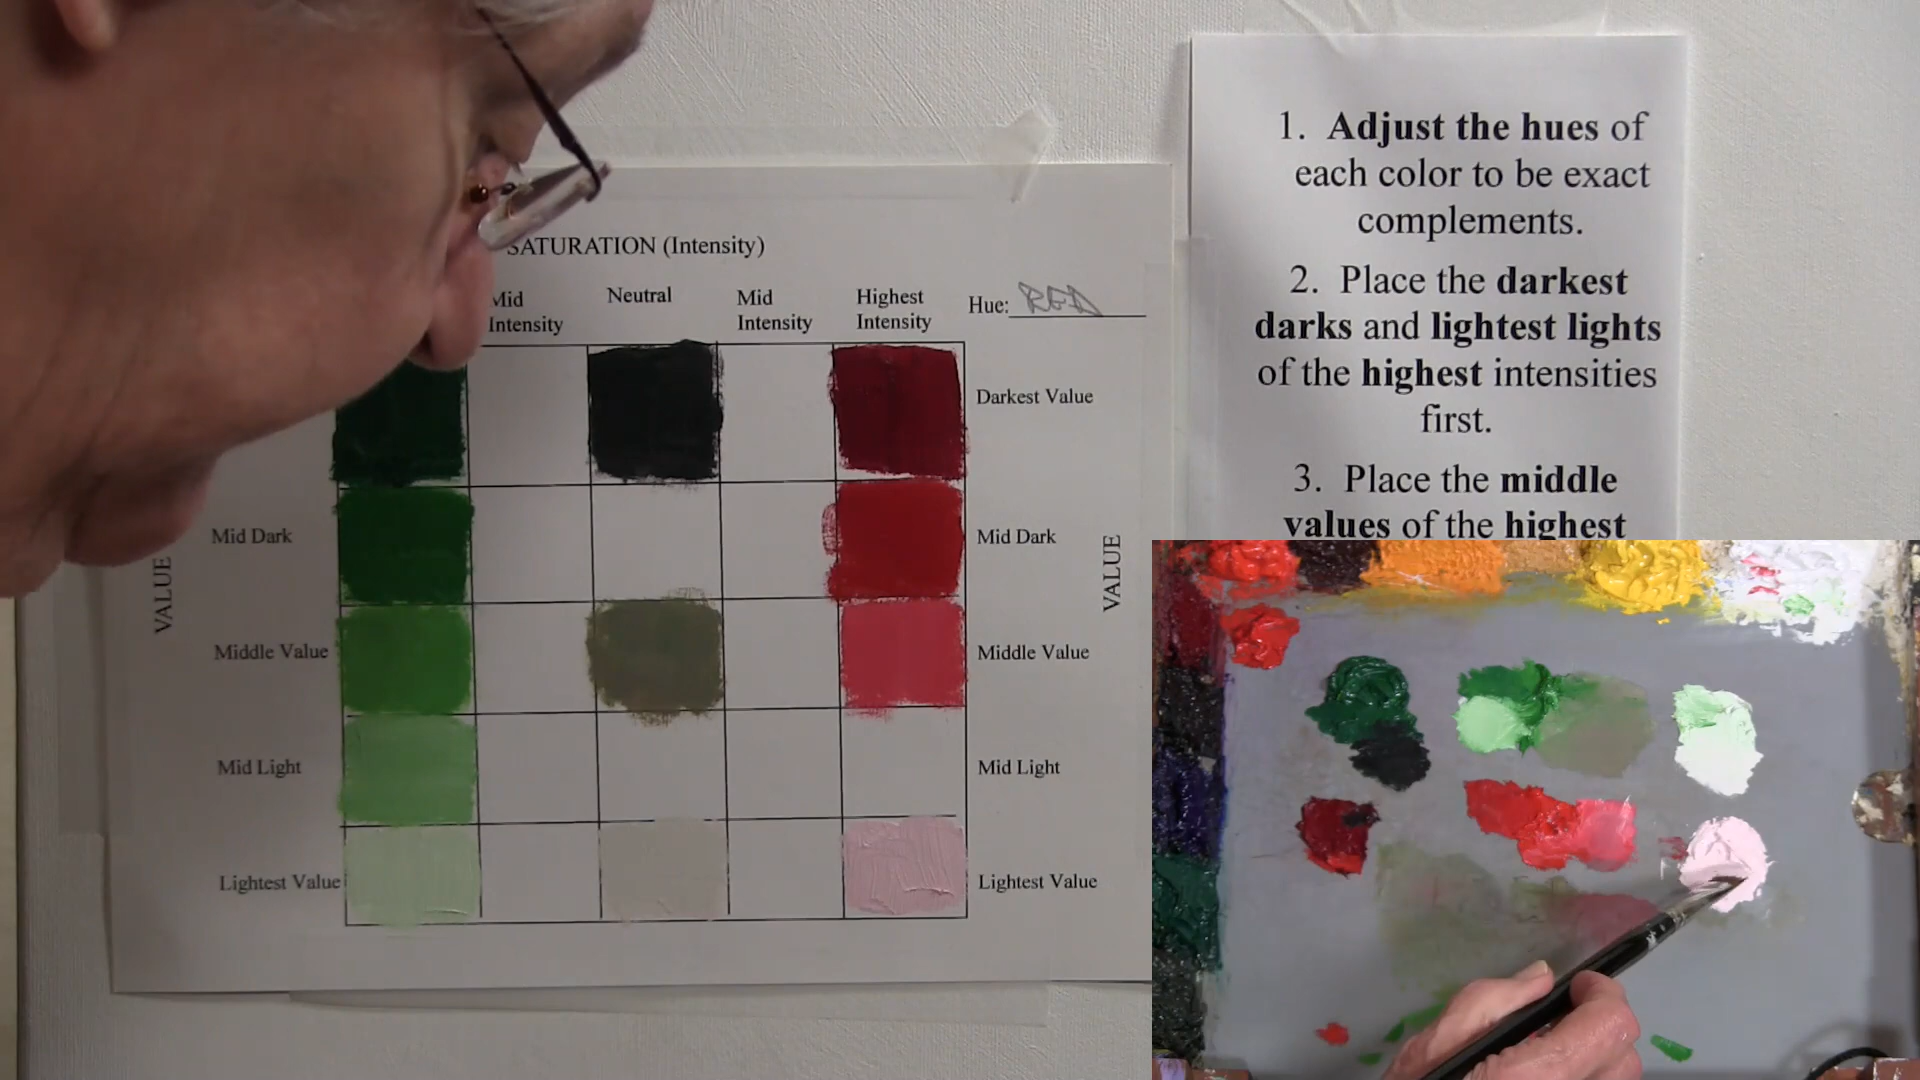 SATURATION (Intensity)
Mid
Intensity
Neutral
Mid
Intensity
Highest
Intensity
Hue: RED
Darkest Value
Mid Dark
Mid Dark
VALUE
VALUE
Middle Value
Middle Value
Mid Light
Mid Light
Lightest Value
Lightest Value
1. Adjust the hues of
each color to be exact
complements.
2. Place the darkest
darks and lightest lights
of the highest intensities
first.
3. Place the middle
values of the highest